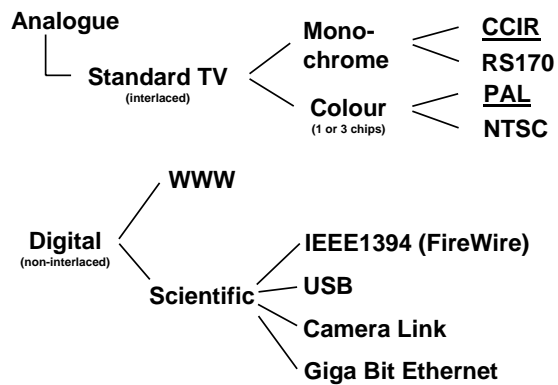 Analogue
Standard TV
(interlaced)
Mono-
chrome
CCIR
RS170
Colour
(1 or 3 chips)
PAL
NTSC
WWW
Digital
(non-interlaced)
Scientific
IEEE1394 (FireWire)
USB
Camera Link
Giga Bit Ethernet